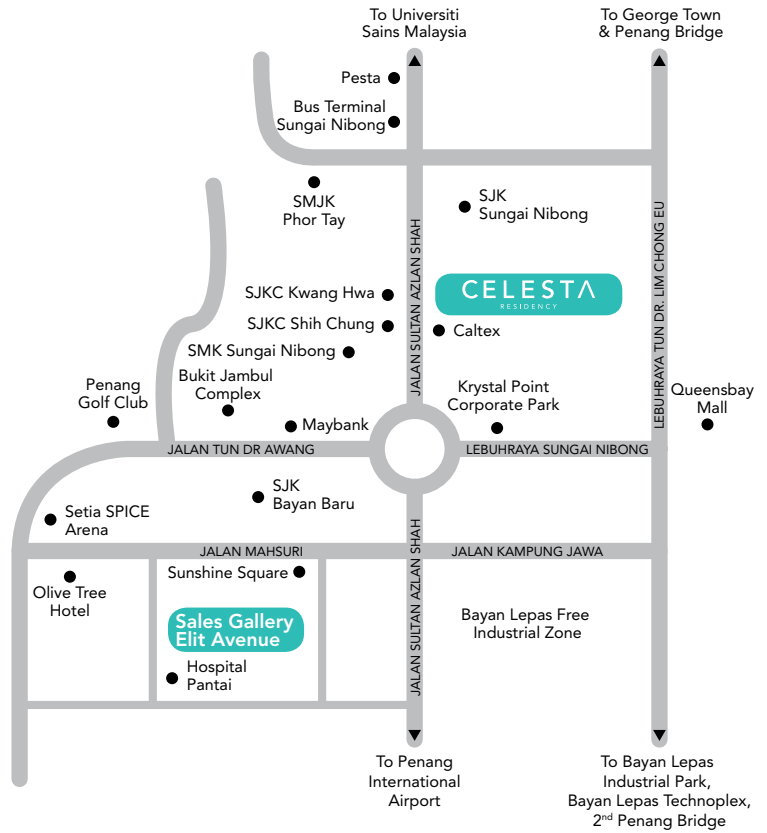 To Universiti
Sains Malaysia
To George Town
& Penang Bridge
Pesta
Bus Terminal
Sungai Nibong
SMJK
Phor Tay
SJK
Sungai Nibong
JALAN SULTAN AZLAN SHAH
LEBUHRAYA TUN DR. LIM CHONG EU
SJKC Kwang Hwa
CELESTA
RESIDENCY
SJKC Shih Chung
Caltex
SMK Sungai Nibong
Penang
Golf Club
Bukit Jambul
Complex
Krystal Point
Corporate Park
Queensbay
Mall
Maybank
JALAN TUN DR AWANG
LEBUHRAYA SUNGAI NIBONG
SJK
Bayan Baru
Setia SPICE
Arena
JALAN MAHSURI
JALAN SULTAN AZLAN SHAH
JALAN KAMPUNG JAWA
Olive Tree
Hotel
Sunshine Square
Sales Gallery
Elit Avenue
Bayan Lepas Free
Industrial Zone
Hospital
Pantai
To Penang
International
Airport
To Bayan Lepas
Industrial Park,
Bayan Lepas Technoplex,
2nd Penang Bridge